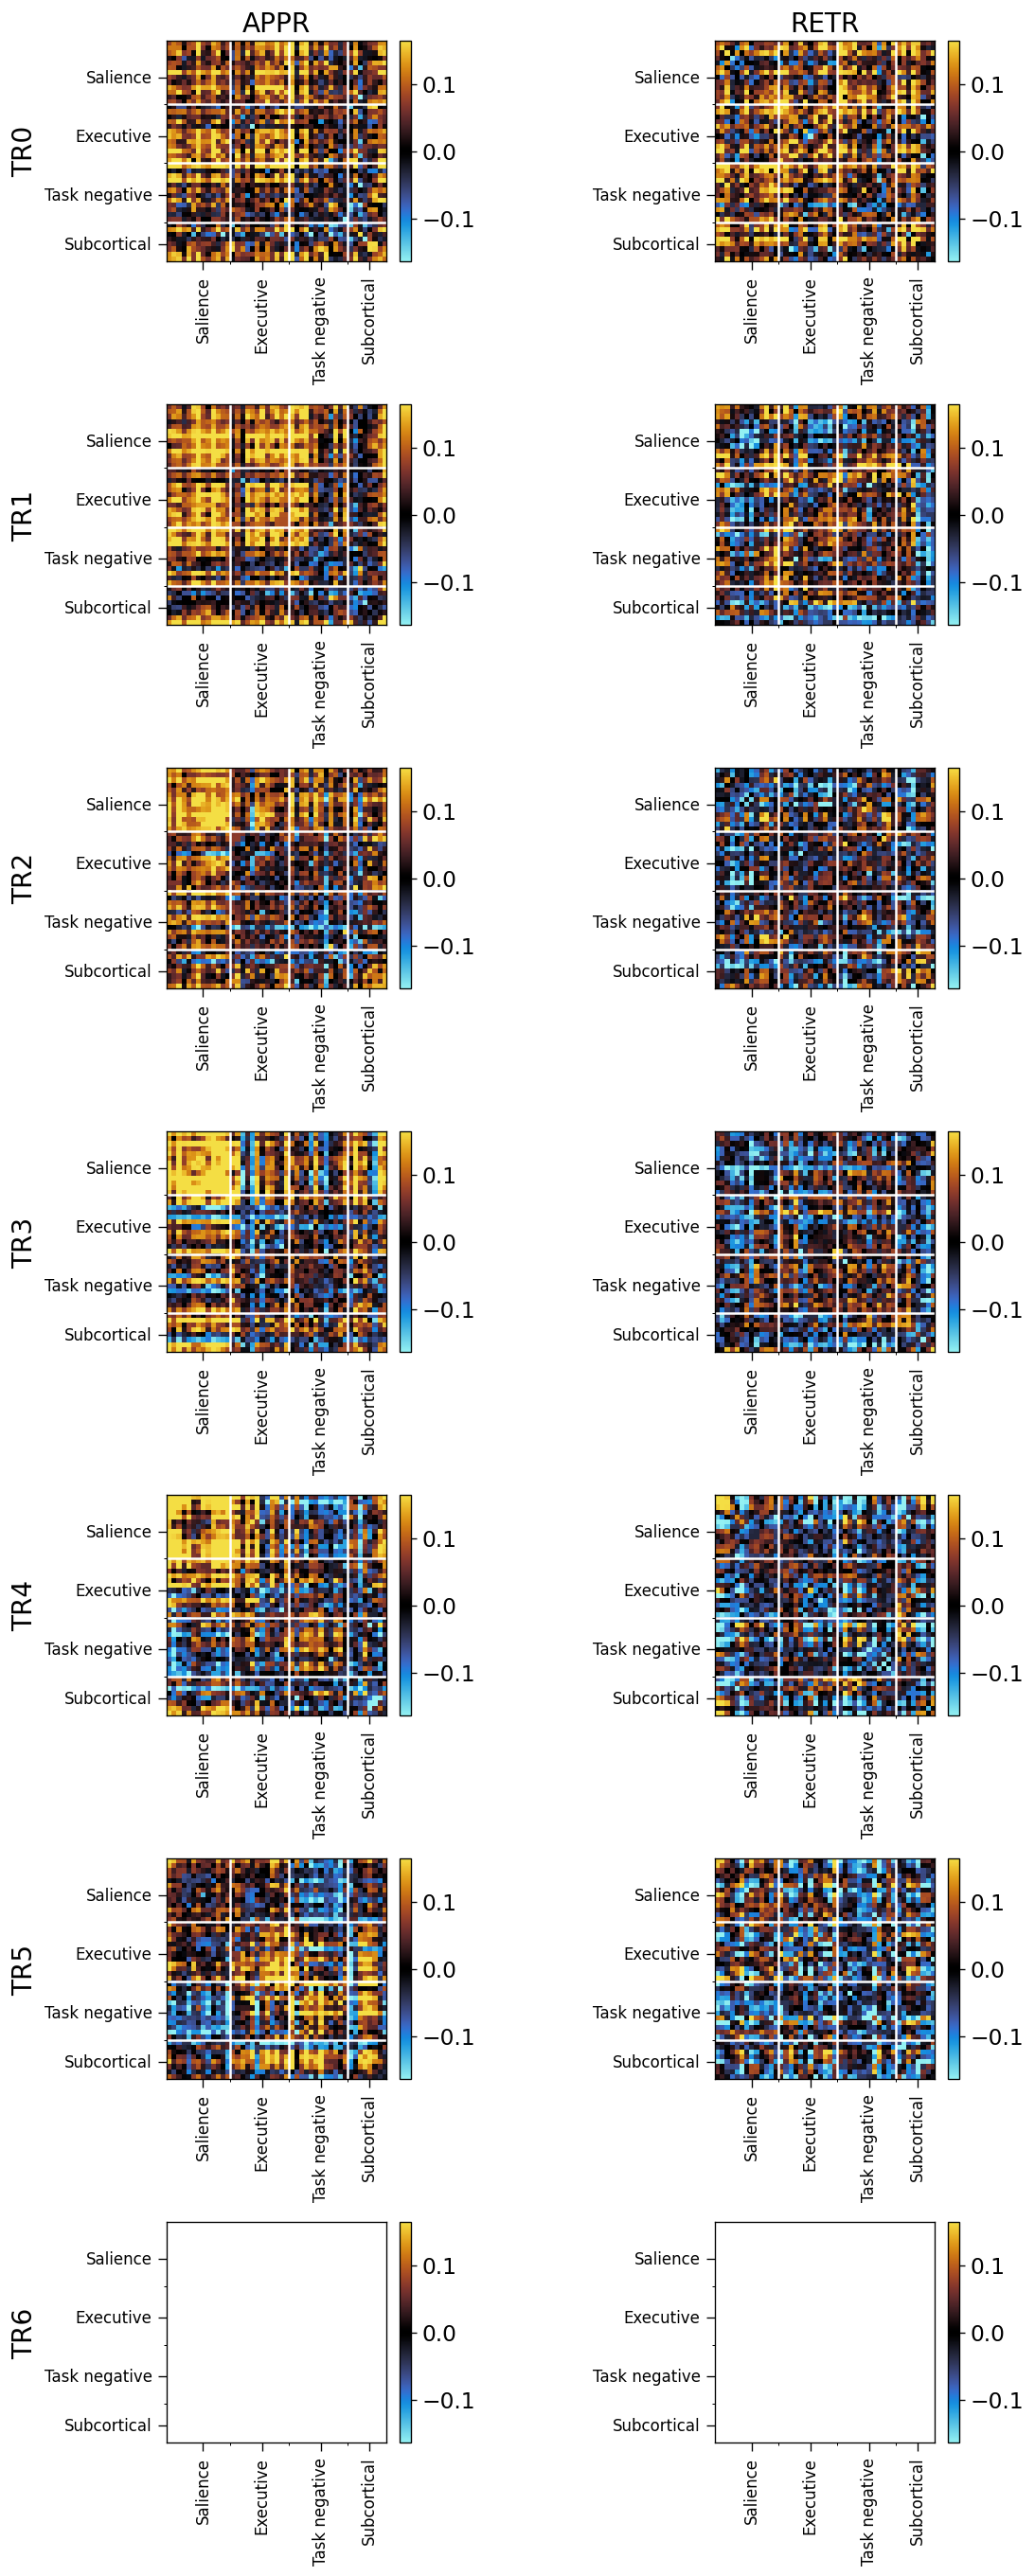 APPR RETR
TR0
Salience
Executive
Task negative
Subcortical
0.1
0.0
−0.1
Salience
Executive
Task negative
Subcortical
Salience
Executive
Task negative
Subcortical
0.1
0.0
−0.1
Salience
Executive
Task negative
Subcortical
TR1
Salience
Executive
Task negative
Subcortical
0.1
0.0
−0.1
Salience
Executive
Task negative
Subcortical
Salience
Executive
Task negative
Subcortical
0.1
0.0
−0.1
Salience
Executive
Task negative
Subcortical
TR2
Salience
Executive
Task negative
Subcortical
0.1
0.0
−0.1
Salience
Executive
Task negative
Subcortical
Salience
Executive
Task negative
Subcortical
0.1
0.0
−0.1
Salience
Executive
Task negative
Subcortical
TR3
Salience
Executive
Task negative
Subcortical
0.1
0.0
−0.1
Salience
Executive
Task negative
Subcortical
Salience
Executive
Task negative
Subcortical
0.1
0.0
−0.1
Salience
Executive
Task negative
Subcortical
TR4
Salience
Executive
Task negative
Subcortical
0.1
0.0
−0.1
Salience
Executive
Task negative
Subcortical
Salience
Executive
Task negative
Subcortical
0.1
0.0
−0.1
Salience
Executive
Task negative
Subcortical
TR5
Salience
Executive
Task negative
Subcortical
0.1
0.0
−0.1
Salience
Executive
Task negative
Subcortical
Salience
Executive
Task negative
Subcortical
0.1
0.0
−0.1
Salience
Executive
Task negative
Subcortical
TR6
Salience
Executive
Task negative
Subcortical
0.1
0.0
−0.1
Salience
Executive
Task negative
Subcortical
Salience
Executive
Task negative
Subcortical
0.1
0.0
−0.1
Salience
Executive
Task negative
Subcortical